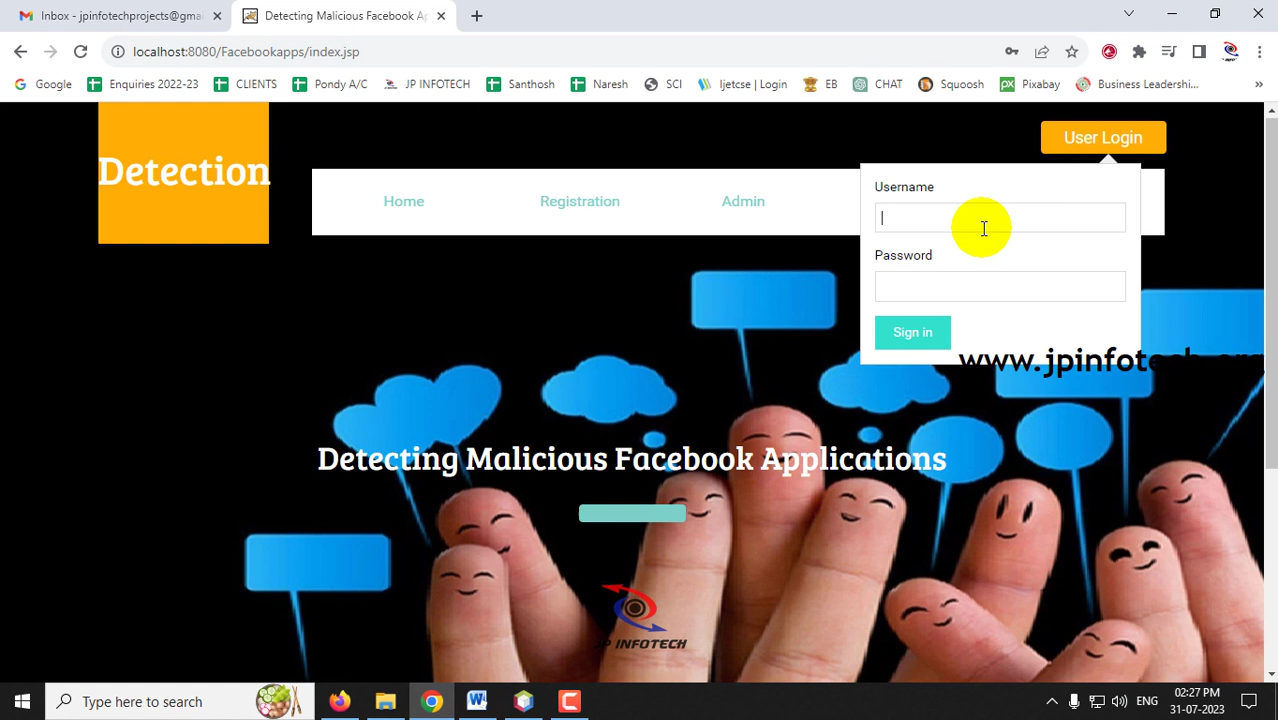 Inbox - jpinfotechprojects@gmai
Detecting Malicious Facebook Ap
localhost:8080/Facebookapps/index.jsp
Google
Enquiries 2022-23
CLIENTS
Pondy A/C
JP INFOTECH
Santhosh
Naresh
SCI
Ijetcse | Login
EB
CHAT
Squoosh
Pixabay
Business Leadershi...
»
Detection
User Login
Home
Registration
Admin
Username
Password
Sign in
www.jpinfotech.org
Detecting Malicious Facebook Applications
JP INFOTECH
Type here to search
ENG
02:27 PM
31-07-2023